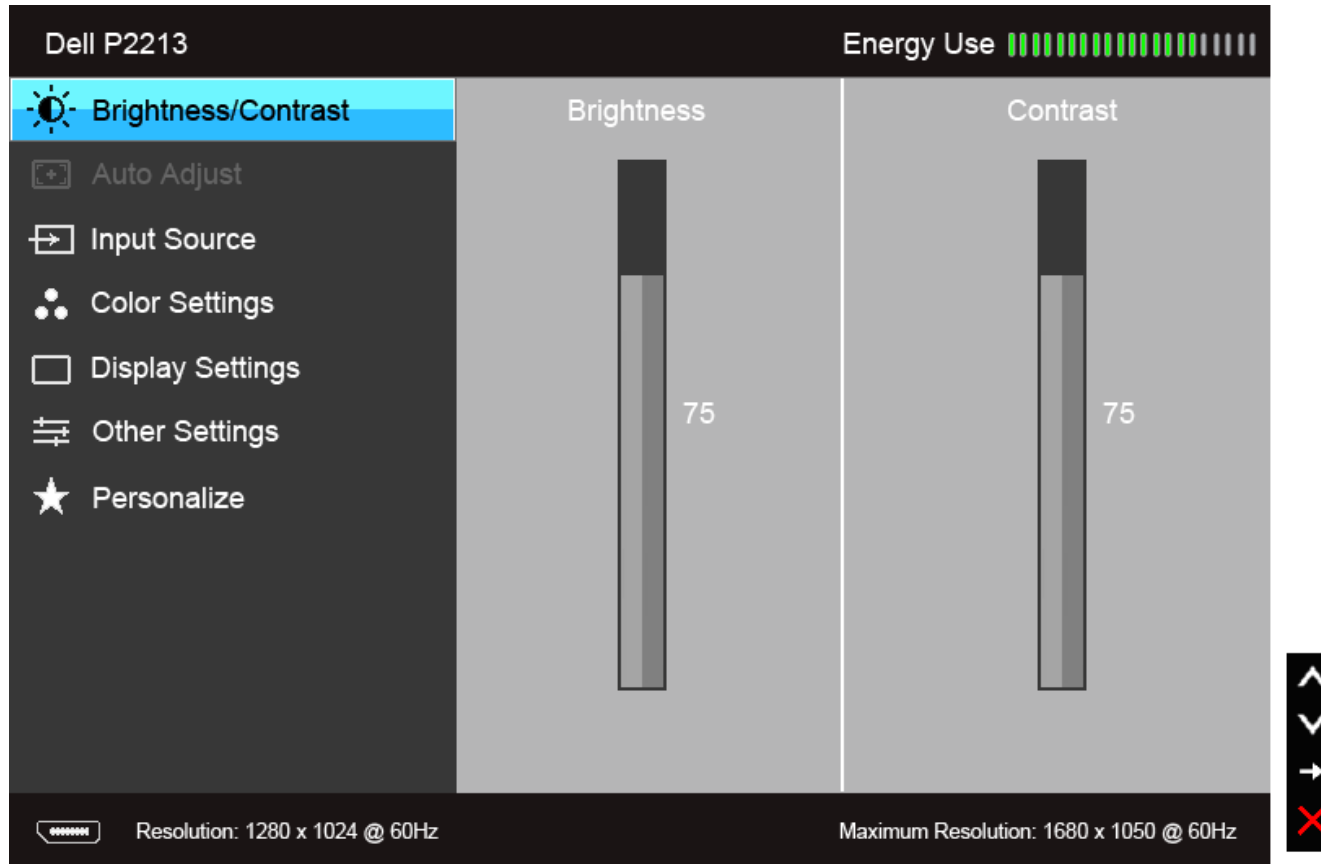 Dell P2213
Energy Use
Brightness/Contrast
Auto Adjust
Input Source
Color Settings
Display Settings
Other Settings
Personalize
Brightness
75
Contrast
75
Resolution: 1280 x 1024 @ 60Hz
Maximum Resolution: 1680 x 1050 @ 60Hz